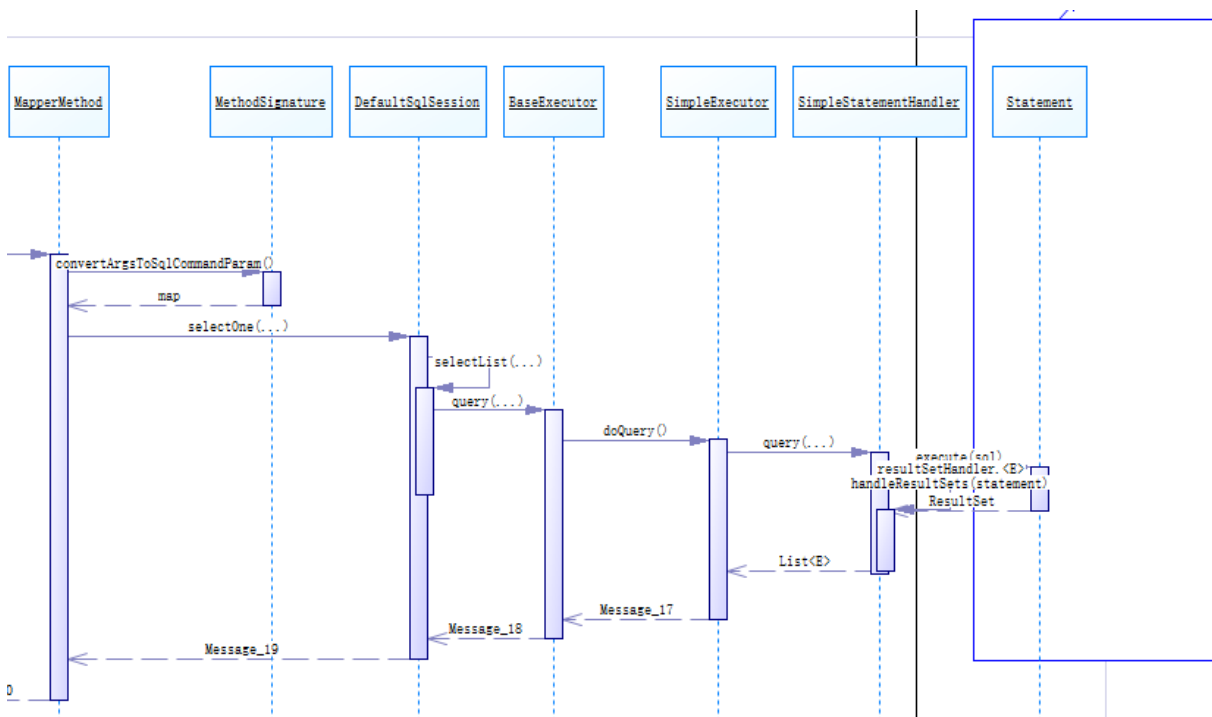 MapperMethod
MethodSignature
DefaultSqlSession
BaseExecutor
SimpleExecutor
SimpleStatementHandler
Statement
convertArgsToSqlCommandParam()
map
selectOne(...)
selectList(...)
query(...)
doQuery()
query(...)
execute(sql)
resultSetHandler.<E>
handleResultSets(statement)
ResultSet
List<E>
Message_17
Message_18
Message_19
0